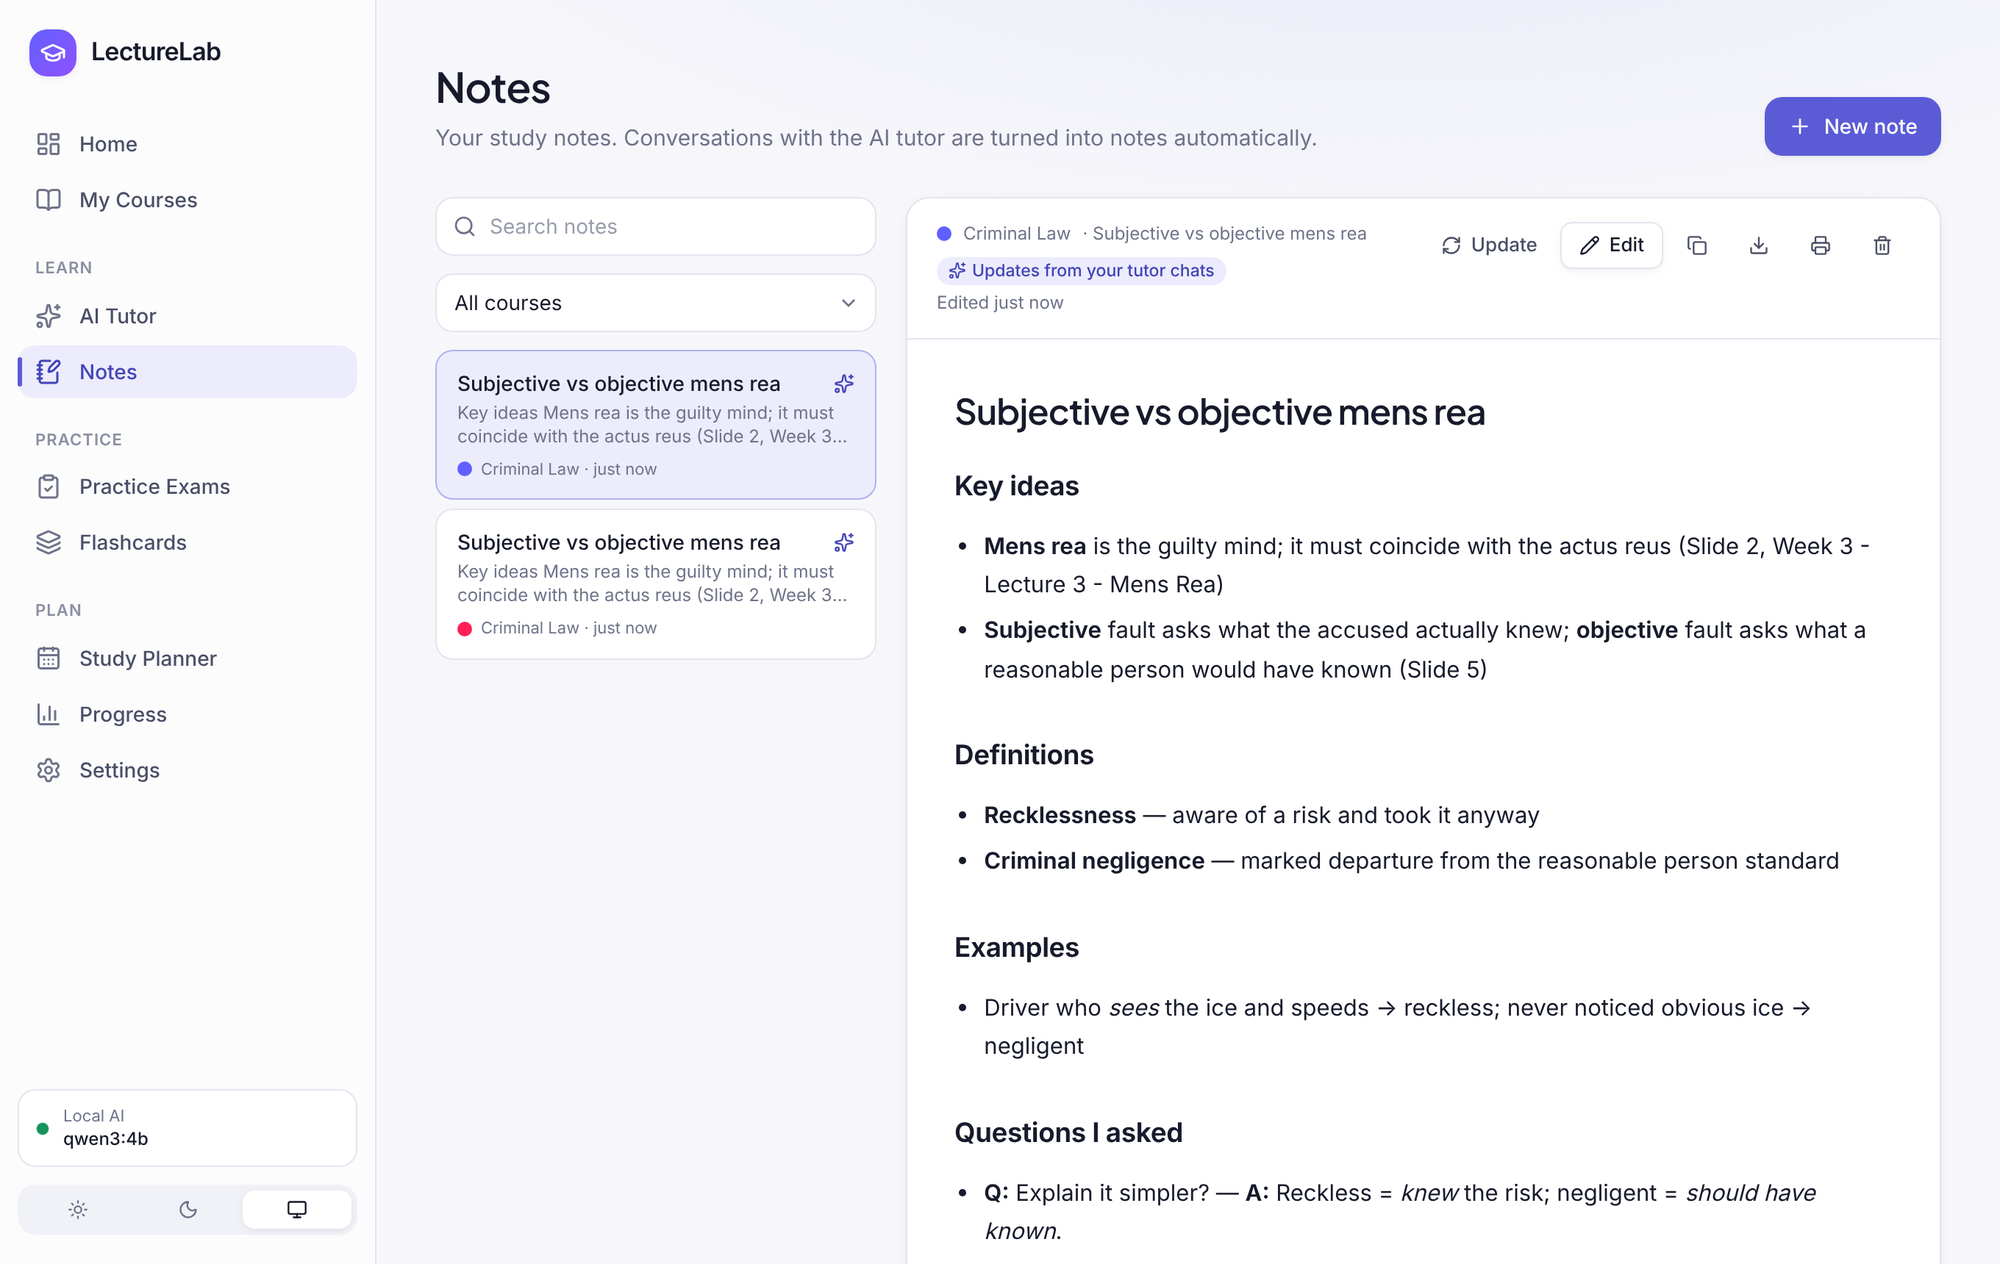 LectureLab
Home
My Courses
LEARN
AI Tutor
Notes
PRACTICE
Practice Exams
Flashcards
PLAN
Study Planner
Progress
Settings
Local AI
qwen3:4b
Notes
Your study notes. Conversations with the AI tutor are turned into notes automatically.
New note
Search notes
All courses
Subjective vs objective mens rea
Key ideas Mens rea is the guilty mind; it must
coincide with the actus reus (Slide 2, Week 3...
Criminal Law · just now
Subjective vs objective mens rea
Key ideas Mens rea is the guilty mind; it must
coincide with the actus reus (Slide 2, Week 3...
Criminal Law · just now
Criminal Law · Subjective vs objective mens rea
Updates from your tutor chats
Edited just now
Update
Edit
Subjective vs objective mens rea
Key ideas
• Mens rea is the guilty mind; it must coincide with the actus reus (Slide 2, Week 3 -
Lecture 3 - Mens Rea)
• Subjective fault asks what the accused actually knew; objective fault asks what a
reasonable person would have known (Slide 5)
Definitions
• Recklessness — aware of a risk and took it anyway
• Criminal negligence — marked departure from the reasonable person standard
Examples
• Driver who sees the ice and speeds → reckless; never noticed obvious ice →
negligent
Questions I asked
• Q: Explain it simpler? — A: Reckless = knew the risk; negligent = should have
known.